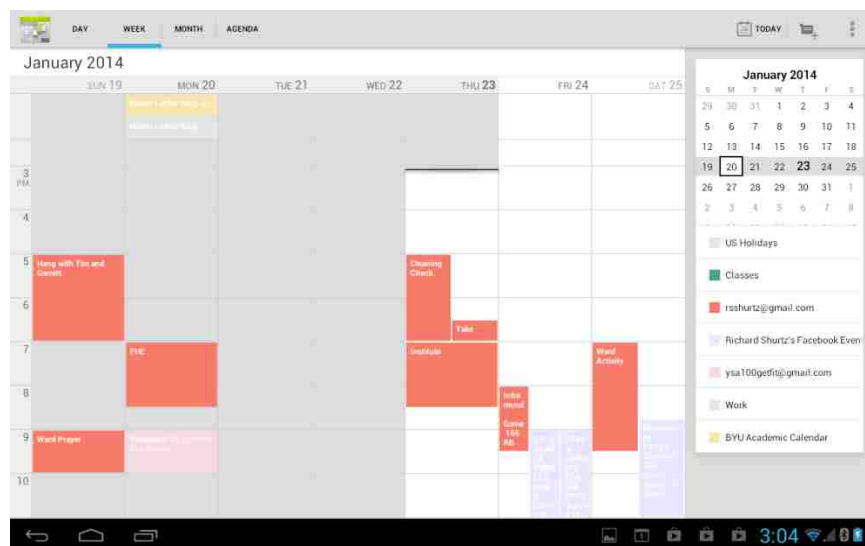 DAY WEEK MONTH AGENDA TODAY
January 2014
SUN 19 MON 20 TUE 21 WED 22 THU 23 FRI 24 SAT 25
3
PM
4
5
6
7
8
9
10
Hang with Tim and
Garrett
Ward Prayer
FHE
Cleaning
Check
Take
Institute
Intra
mural
Game
166
RB
Ward
Activity
January 2014
S M T W T F S
29 30 31 1 2 3 4
5 6 7 8 9 10 11
12 13 14 15 16 17 18
19 20 21 22 23 24 25
26 27 28 29 30 31 1
2 3 4 5 6 7 8
US Holidays
Classes
rsshurtz@gmail.com
Richard Shurtz's Facebook Even
ysa100getfit@gmail.com
Work
BYU Academic Calendar
3:04